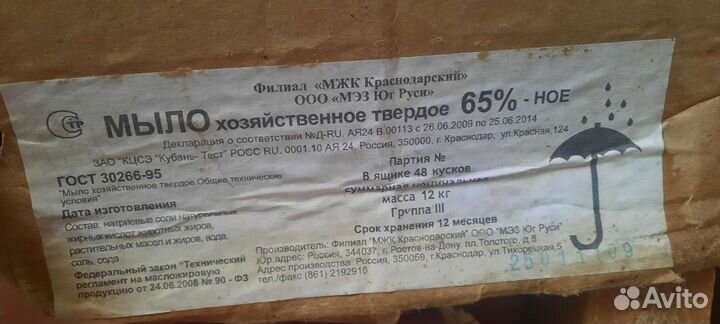 Филиал «МЖК Краснодарский»
ООО «МЭЗ Юг Руси»
СТР
МЫЛО хозяйственное твердое 65% - НОЕ
Декларация о соответствии №Д-RU. АЯ24 В.00113 с 26.06.2009 по 25.06.2014
ЗАО "КЦСЭ "Кубань- Тест" РОСС RU. 0001.10 АЯ 24, Россия, 350000, г. Краснодар, ул.Красная,124
ГОСТ 30266-95
"Мыло хозяйственное твердое.Общие технические
условия"
Дата изготовления
Состав: натриевые соли натуральных
жирных кислот животных жиров,
растительных масел и жиров, вода,
соль, сода
Федеральный закон "Технический
регламент на масложировую
продукцию от 24.06.2008 № 90 - ФЗ
Партия №
В ящике 48 кусков
суммарная номинальная
масса 12 кг
Группа III
Срок хранения 12 месяцев
Производитель: Филиал "МЖК Краснодарский" ООО "МЭЗ Юг Руси"
Юр.адрес: Россия, 344037, г. Ростов-на-Дону, пл.Толстого, д.8
Адрес производства: Россия, 350059, г.Краснодар, ул.Тихорецкая,5
тел./факс (861) 2192910
Avito